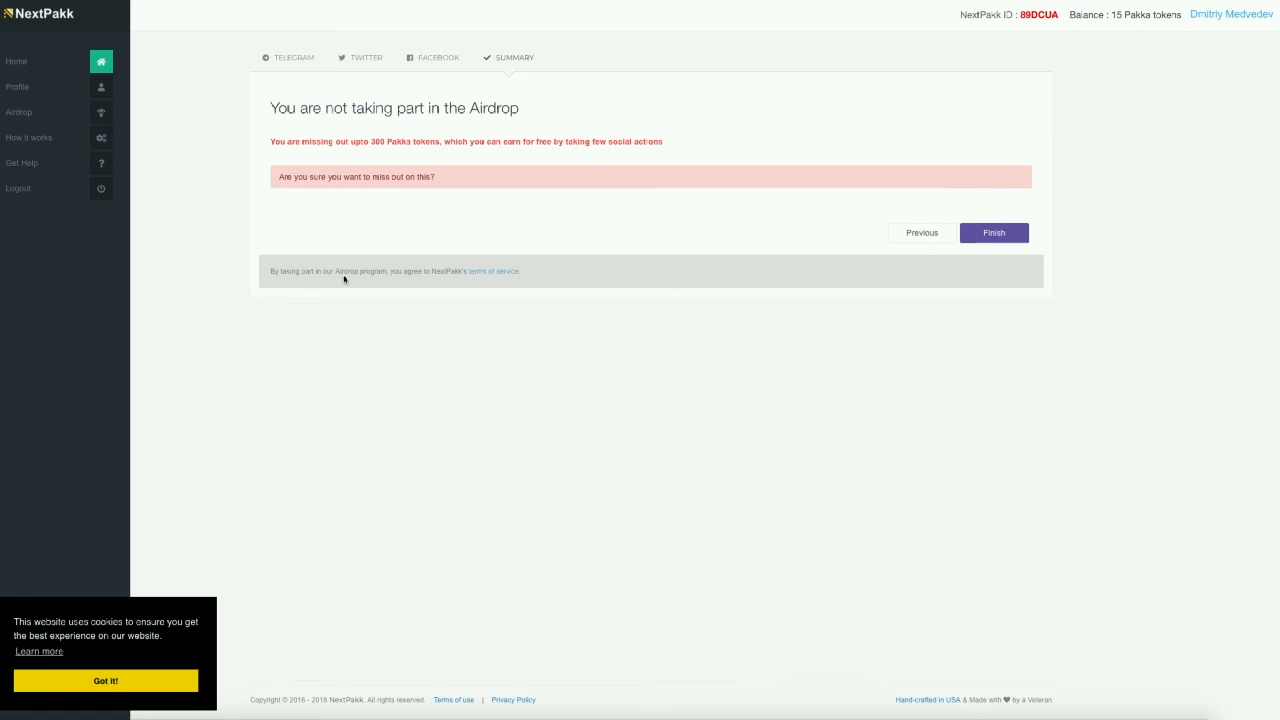 NextPakk
NextPakk ID : 89DCUA Balance : 15 Pakka tokens Dmitriy Medvedev
Home
Profile
Airdrop
How it works
Get Help
?
Logout
TELEGRAM TWITTER FACEBOOK SUMMARY
You are not taking part in the Airdrop
You are missing out upto 300 Pakka tokens, which you can earn for free by taking few social actions
Are you sure you want to miss out on this?
Previous Finish
By taking part in our Airdrop program, you agree to NextPakk's terms of service.
This website uses cookies to ensure you get
the best experience on our website.
Learn more
Got it!
Copyright © 2016 - 2018 NextPakk. All rights reserved. Terms of use | Privacy Policy
Hand-crafted in USA & Made with ♥ by a Veteran